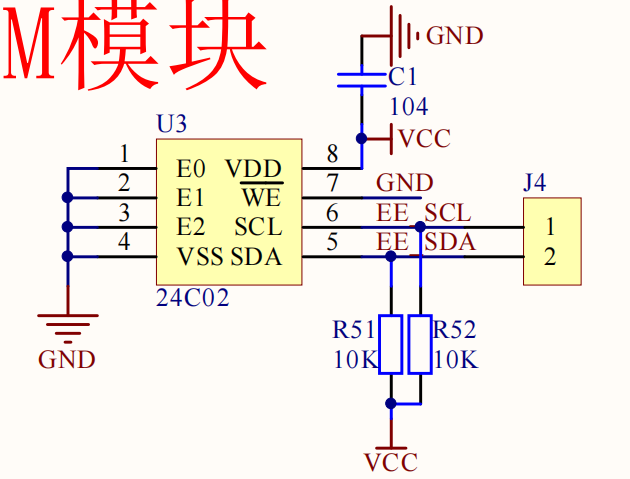 M模块
GND
C1
104
VCC
U3
1 E0 VDD 8
2 E1 WE 7 GND
3 E2 SCL 6 EE_SCL
4 VSS SDA 5 EE_SDA
24C02
J4
1
2
R51 R52
10K 10K
GND
VCC